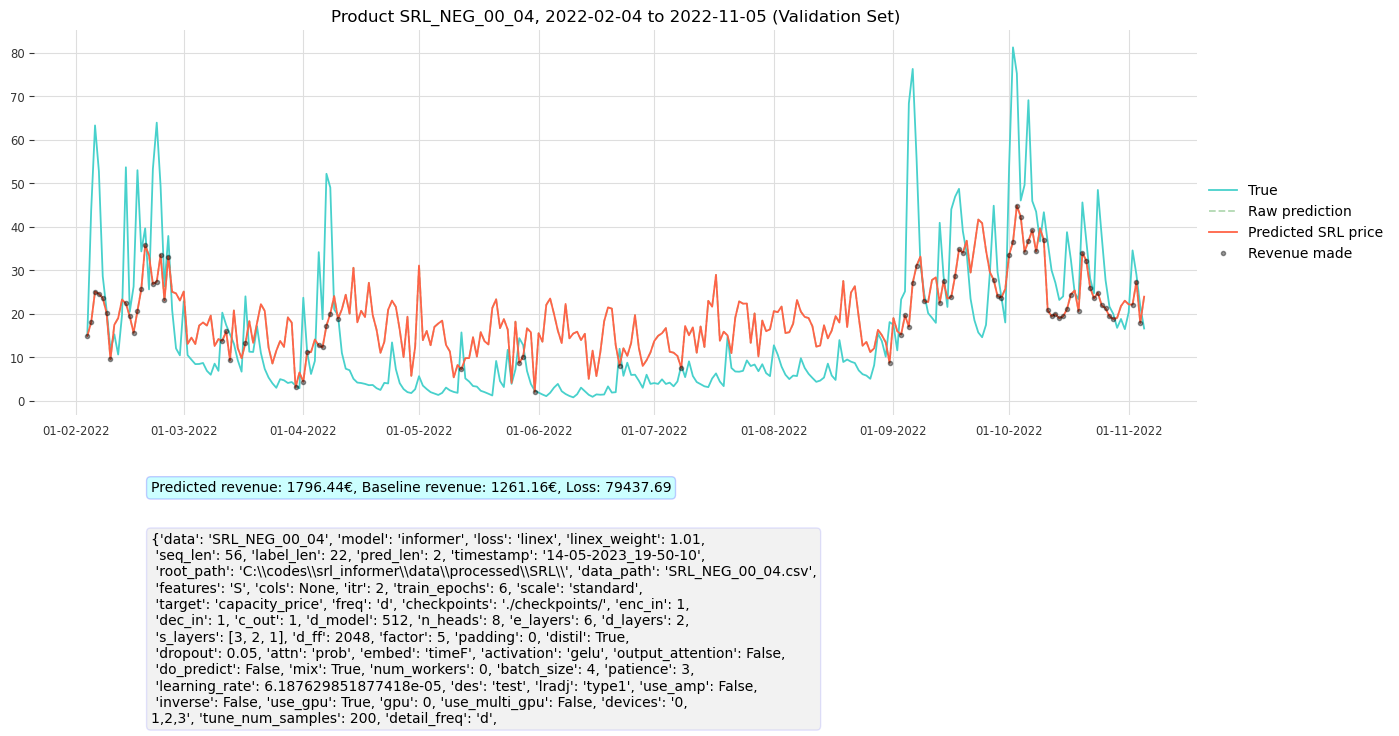 Product SRL_NEG_00_04, 2022-02-04 to 2022-11-05 (Validation Set)
80
70
60
50
40
30
20
10
0
01-02-2022 01-03-2022 01-04-2022 01-05-2022 01-06-2022 01-07-2022 01-08-2022 01-09-2022 01-10-2022 01-11-2022
True
Raw prediction
Predicted SRL price
Revenue made
Predicted revenue: 1796.44€, Baseline revenue: 1261.16€, Loss: 79437.69
{'data': 'SRL_NEG_00_04', 'model': 'informer', 'loss': 'linex', 'linex_weight': 1.01,
'seq_len': 56, 'label_len': 22, 'pred_len': 2, 'timestamp': '14-05-2023_19-50-10',
'root_path': 'C:\\codes\\srl_informer\\data\\processed\\SRL\\', 'data_path': 'SRL_NEG_00_04.csv',
'features': 'S', 'cols': None, 'itr': 2, 'train_epochs': 6, 'scale': 'standard',
'target': 'capacity_price', 'freq': 'd', 'checkpoints': './checkpoints/', 'enc_in': 1,
'dec_in': 1, 'c_out': 1, 'd_model': 512, 'n_heads': 8, 'e_layers': 6, 'd_layers': 2,
's_layers': [3, 2, 1], 'd_ff': 2048, 'factor': 5, 'padding': 0, 'distil': True,
'dropout': 0.05, 'attn': 'prob', 'embed': 'timeF', 'activation': 'gelu', 'output_attention': False,
'do_predict': False, 'mix': True, 'num_workers': 0, 'batch_size': 4, 'patience': 3,
'learning_rate': 6.187629851877418e-05, 'des': 'test', 'lradj': 'type1', 'use_amp': False,
'inverse': False, 'use_gpu': True, 'gpu': 0, 'use_multi_gpu': False, 'devices': '0,
1,2,3', 'tune_num_samples': 200, 'detail_freq': 'd',